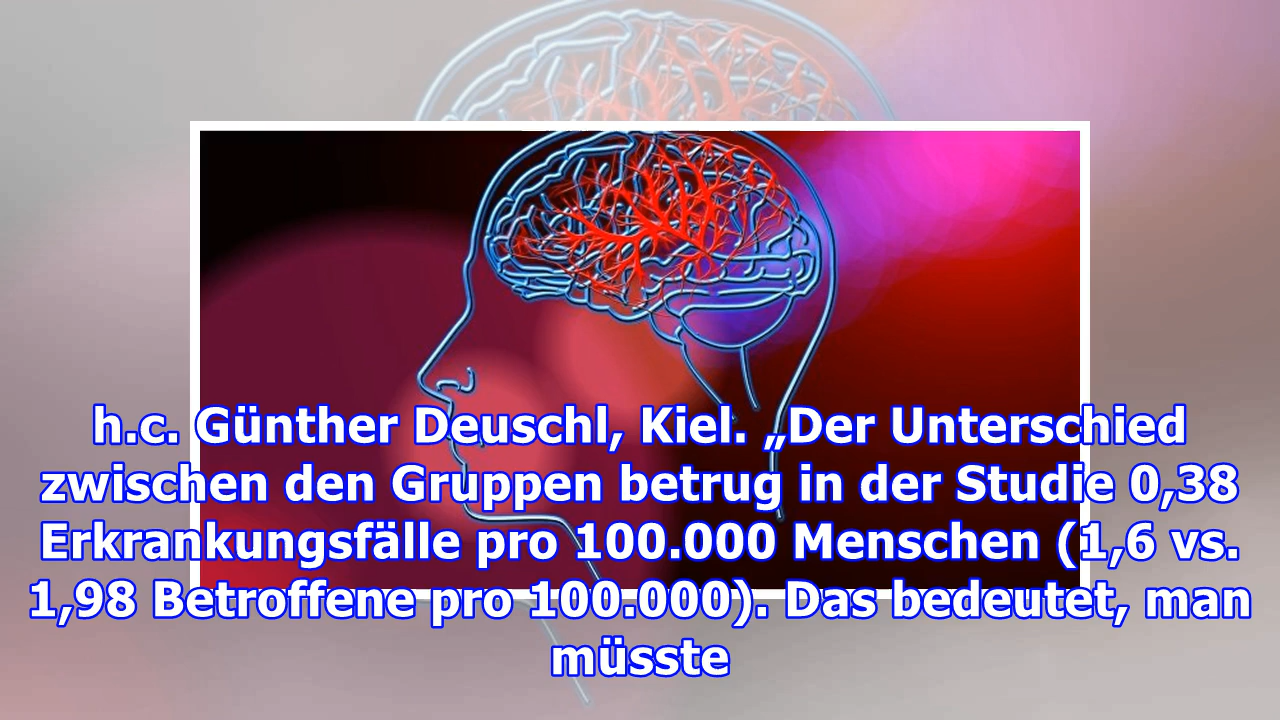 h.c. Günther Deuschl, Kiel. „Der Unterschied
zwischen den Gruppen betrug in der Studie 0,38
Erkrankungsfälle pro 100.000 Menschen (1,6 vs.
1,98 Betroffene pro 100.000). Das bedeutet, man
müsste